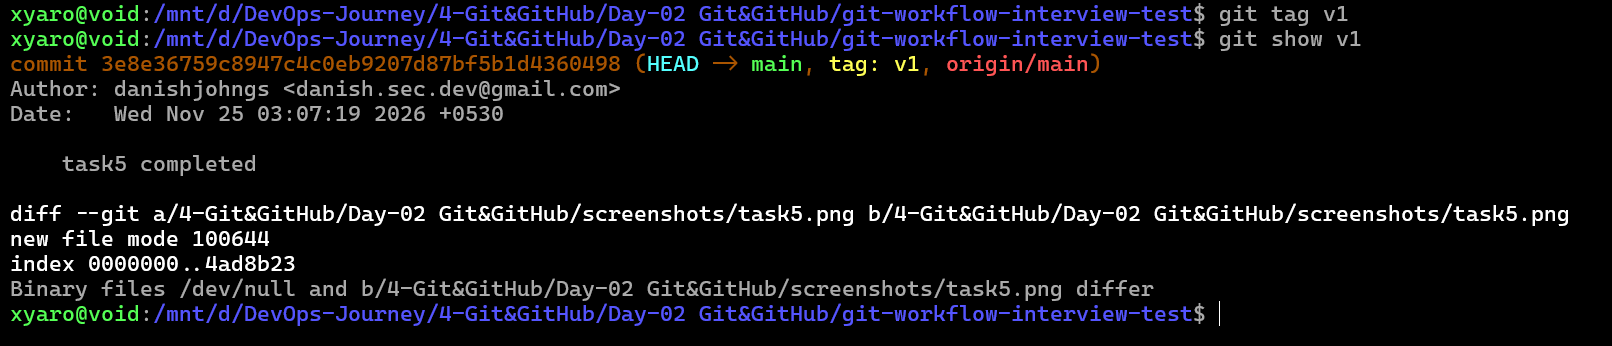 xyaro@void:/mnt/d/DevOps-Journey/4-Git&GitHub/Day-02 Git&GitHub/git-workflow-interview-test$ git tag v1
xyaro@void:/mnt/d/DevOps-Journey/4-Git&GitHub/Day-02 Git&GitHub/git-workflow-interview-test$ git show v1
commit 3e8e36759c8947c4c0eb9207d87bf5b1d4360498 (HEAD -> main, tag: v1, origin/main)
Author: danishjohngs <danish.sec.dev@gmail.com>
Date:   Wed Nov 25 03:07:19 2026 +0530
    task5 completed
diff --git a/4-Git&GitHub/Day-02 Git&GitHub/screenshots/task5.png b/4-Git&GitHub/Day-02 Git&GitHub/screenshots/task5.png
new file mode 100644
index 0000000..4ad8b23
Binary files /dev/null and b/4-Git&GitHub/Day-02 Git&GitHub/screenshots/task5.png differ
xyaro@void:/mnt/d/DevOps-Journey/4-Git&GitHub/Day-02 Git&GitHub/git-workflow-interview-test$